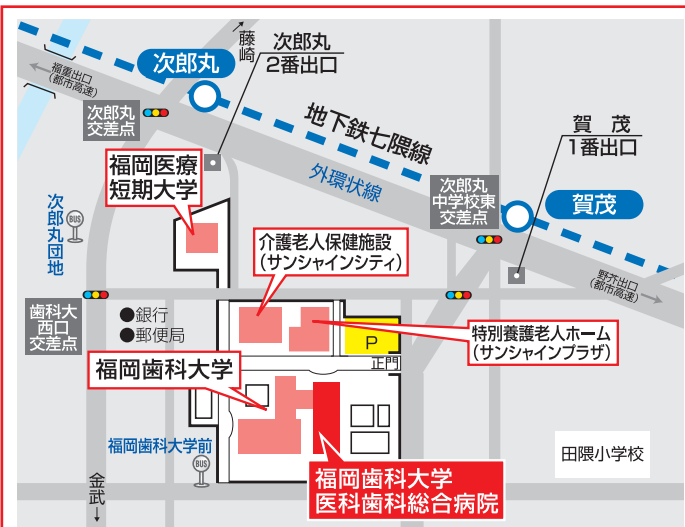 藤崎
次郎丸
2番出口
次郎丸
福重出口
(都市高速)
次郎丸
交差点
地下鉄七隈線
賀 茂
1番出口
福岡医療
短期大学
外環状線
次郎丸
中学校東
交差点
賀茂
次郎丸団地
BUS
介護老人保健施設
(サンシャインシティ)
野芥出口
(都市高速)
歯科大
西口
交差点
●銀行
●郵便局
P
特別養護老人ホーム
(サンシャインプラザ)
正門
福岡歯科大学
福岡歯科大学前
BUS
田隈小学校
福岡歯科大学
医科歯科総合病院
金武